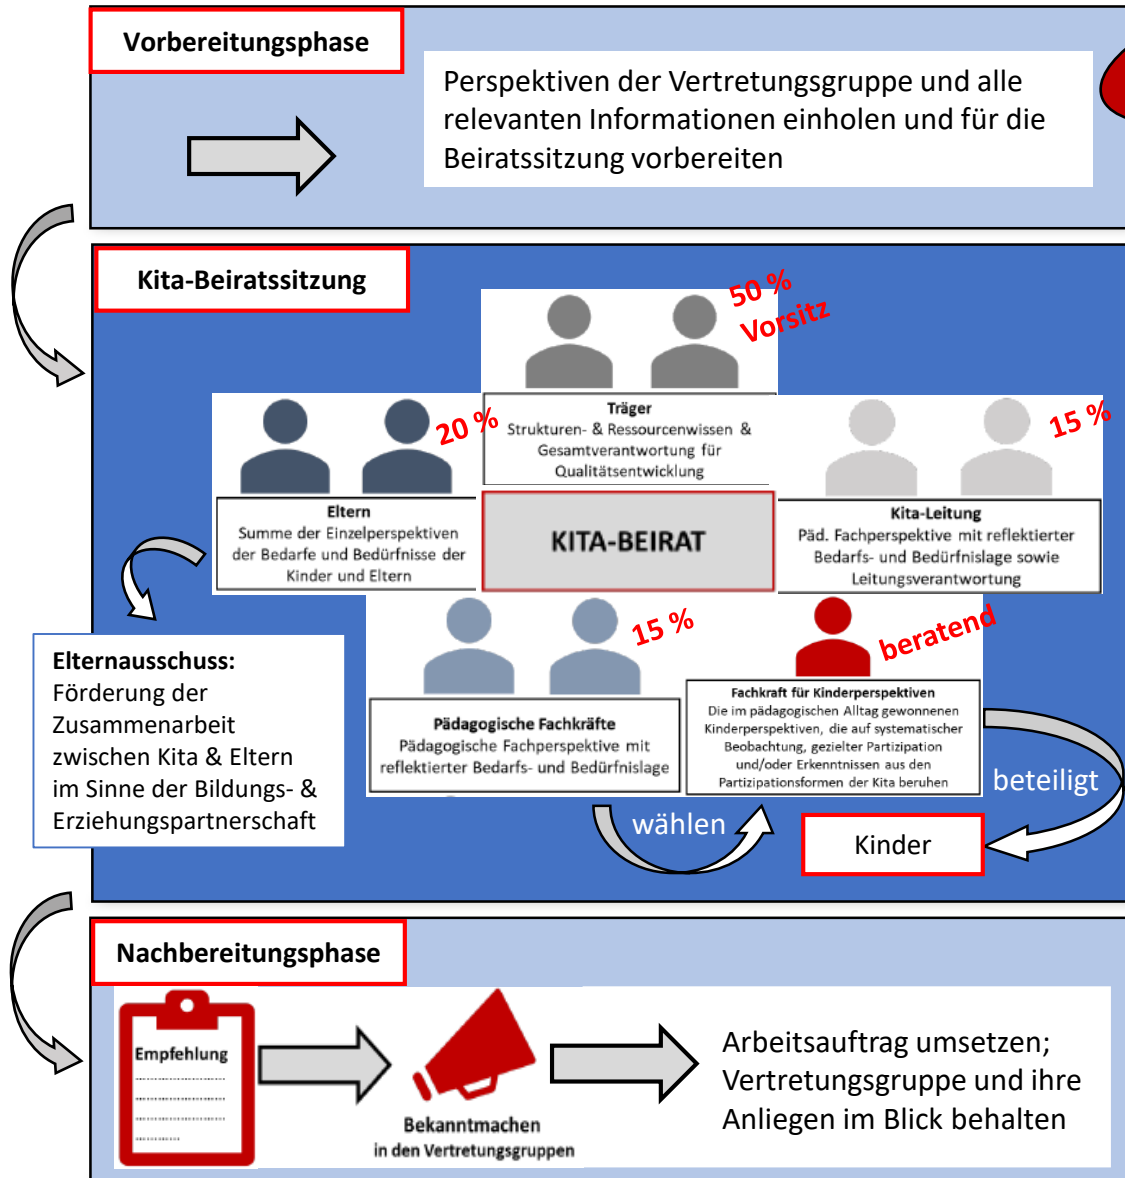 Vorbereitungsphase
Perspektiven der Vertretungsgruppe und alle
relevanten Informationen einholen und für die
Beiratssitzung vorbereiten
Kita-Beiratssitzung
50 %
Vorsitz
Träger
Strukturen- & Ressourcenwissen &
Gesamtverantwortung für
Qualitätsentwicklung
20 %
Eltern
Summe der Einzelperspektiven
der Bedarfe und Bedürfnisse der
Kinder und Eltern
KITA-BEIRAT
15 %
Kita-Leitung
Päd. Fachperspektive mit reflektierter
Bedarfs- und Bedürfnislage sowie
Leitungsverantwortung
15 %
Pädagogische Fachkräfte
Pädagogische Fachperspektive mit
reflektierter Bedarfs- und Bedürfnislage
beratend
Fachkraft für Kinderperspektiven
Die im pädagogischen Alltag gewonnenen
Kinderperspektiven, die auf systematischer
Beobachtung, gezielter Partizipation
und/oder Erkenntnissen aus den
Partizipationsformen der Kita beruhen
Elternausschuss:
Förderung der
Zusammenarbeit
zwischen Kita & Eltern
im Sinne der Bildungs- &
Erziehungspartnerschaft
wählen
beteiligt
Kinder
Nachbereitungsphase
Empfehlung
Bekanntmachen
in den Vertretungsgruppen
Arbeitsauftrag umsetzen;
Vertretungsgruppe und ihre
Anliegen im Blick behalten